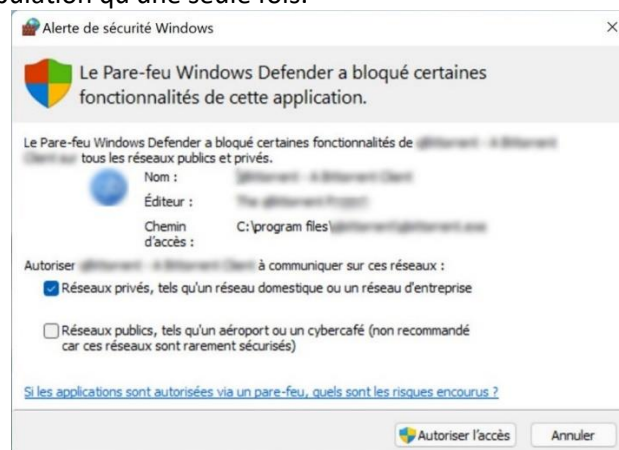 qu'une seule fois.
Alerte de sécurité Windows
Le Pare-feu Windows Defender a bloqué certaines
fonctionnalités de cette application.
Le Pare-feu Windows Defender a bloqué certaines fonctionnalités de
tous les réseaux publics et privés.
Nom :
Éditeur :
Chemin
d'accès :
C:\program files\
Autoriser à communiquer sur ces réseaux :
Réseaux privés, tels qu'un réseau domestique ou un réseau d'entreprise
Réseaux publics, tels qu'un aéroport ou un cybercafé (non recommandé
car ces réseaux sont rarement sécurisés)
Si les applications sont autorisées via un pare-feu, quels sont les risques encourus ?
Autoriser l'accès
Annuler